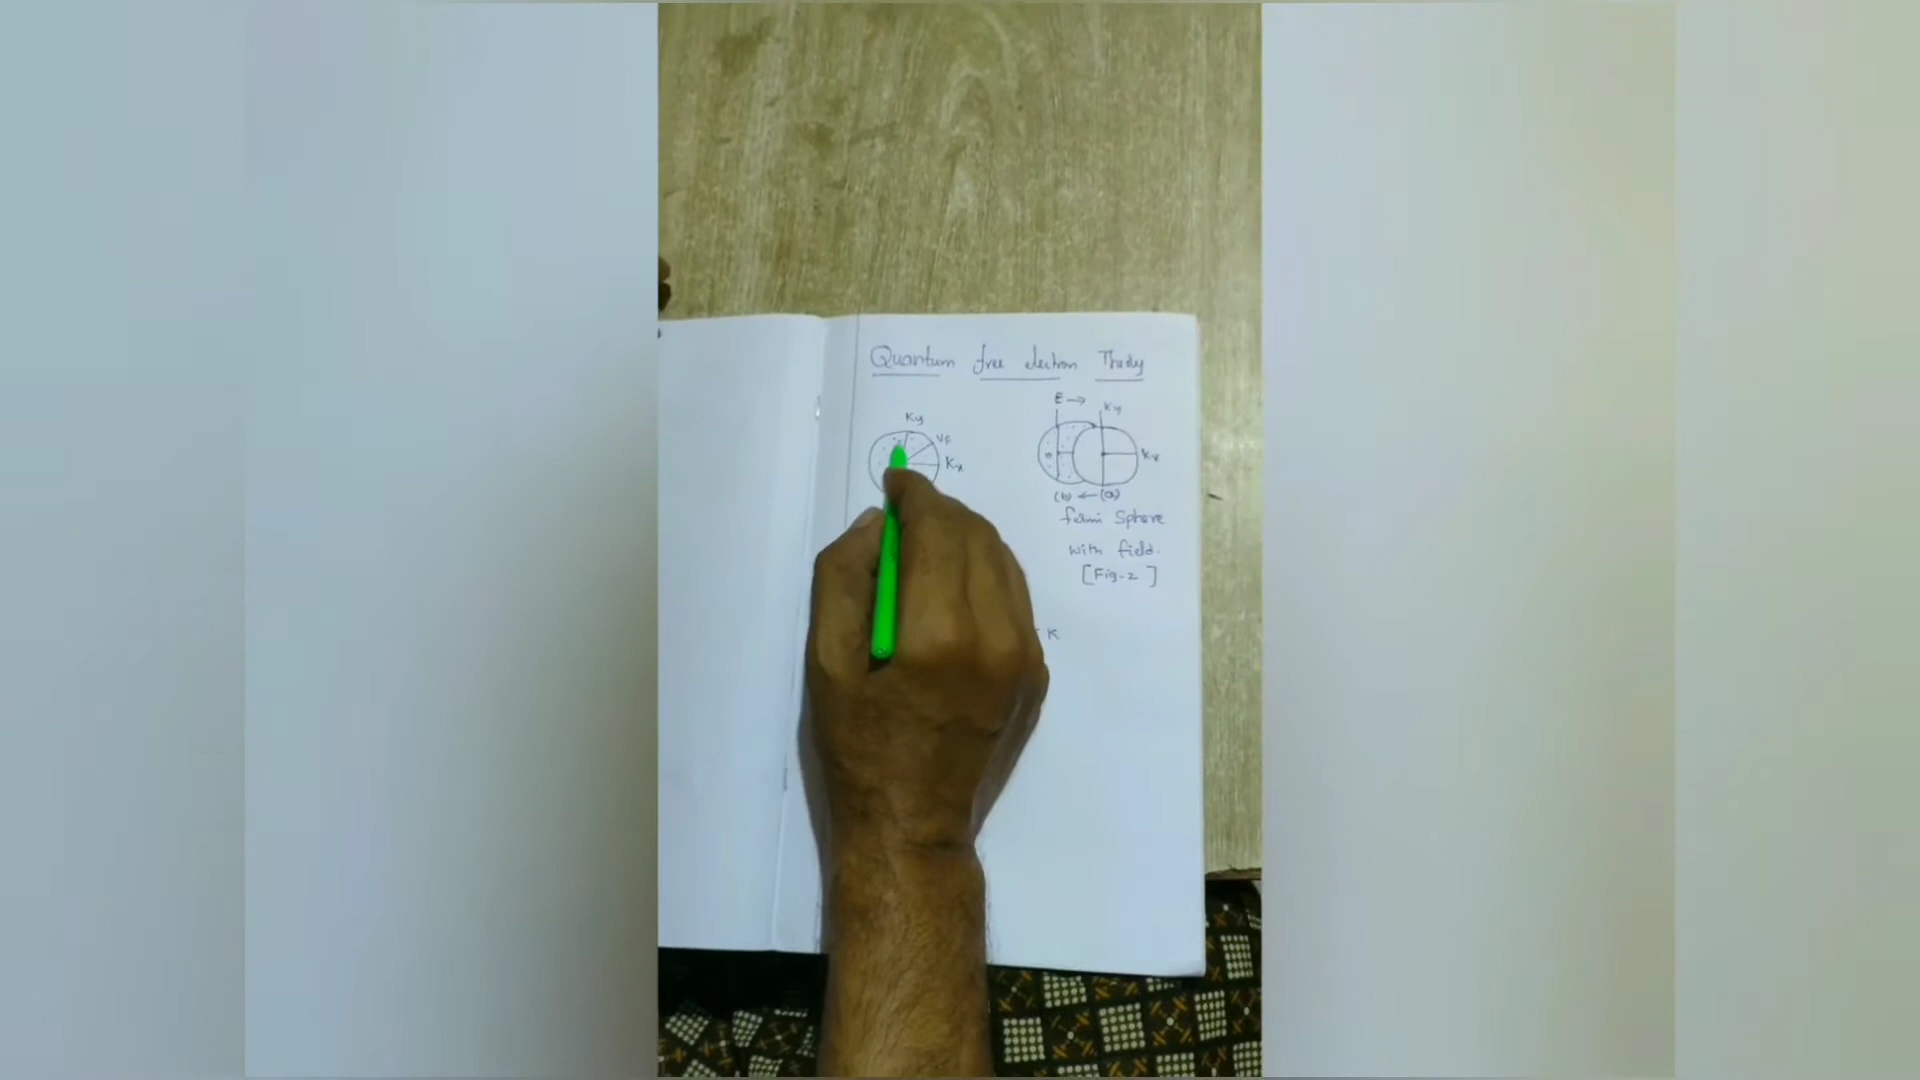 Quantum free electron Theory
E →
Ky
Ky
VF
Kx
Kx
(b) ← (a)
fermi Sphere
with field.
[Fig-2]
K